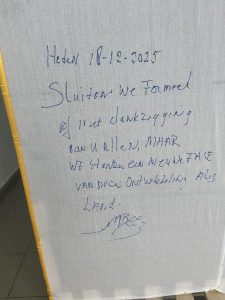 Heden 18-12-2025
Sluiten we Formeel
af met dankzegging
aan u Allen, MAAR
WE starten een NIEUWE FASE
VAN ONZE Ontwikkeling ALS
LAND.